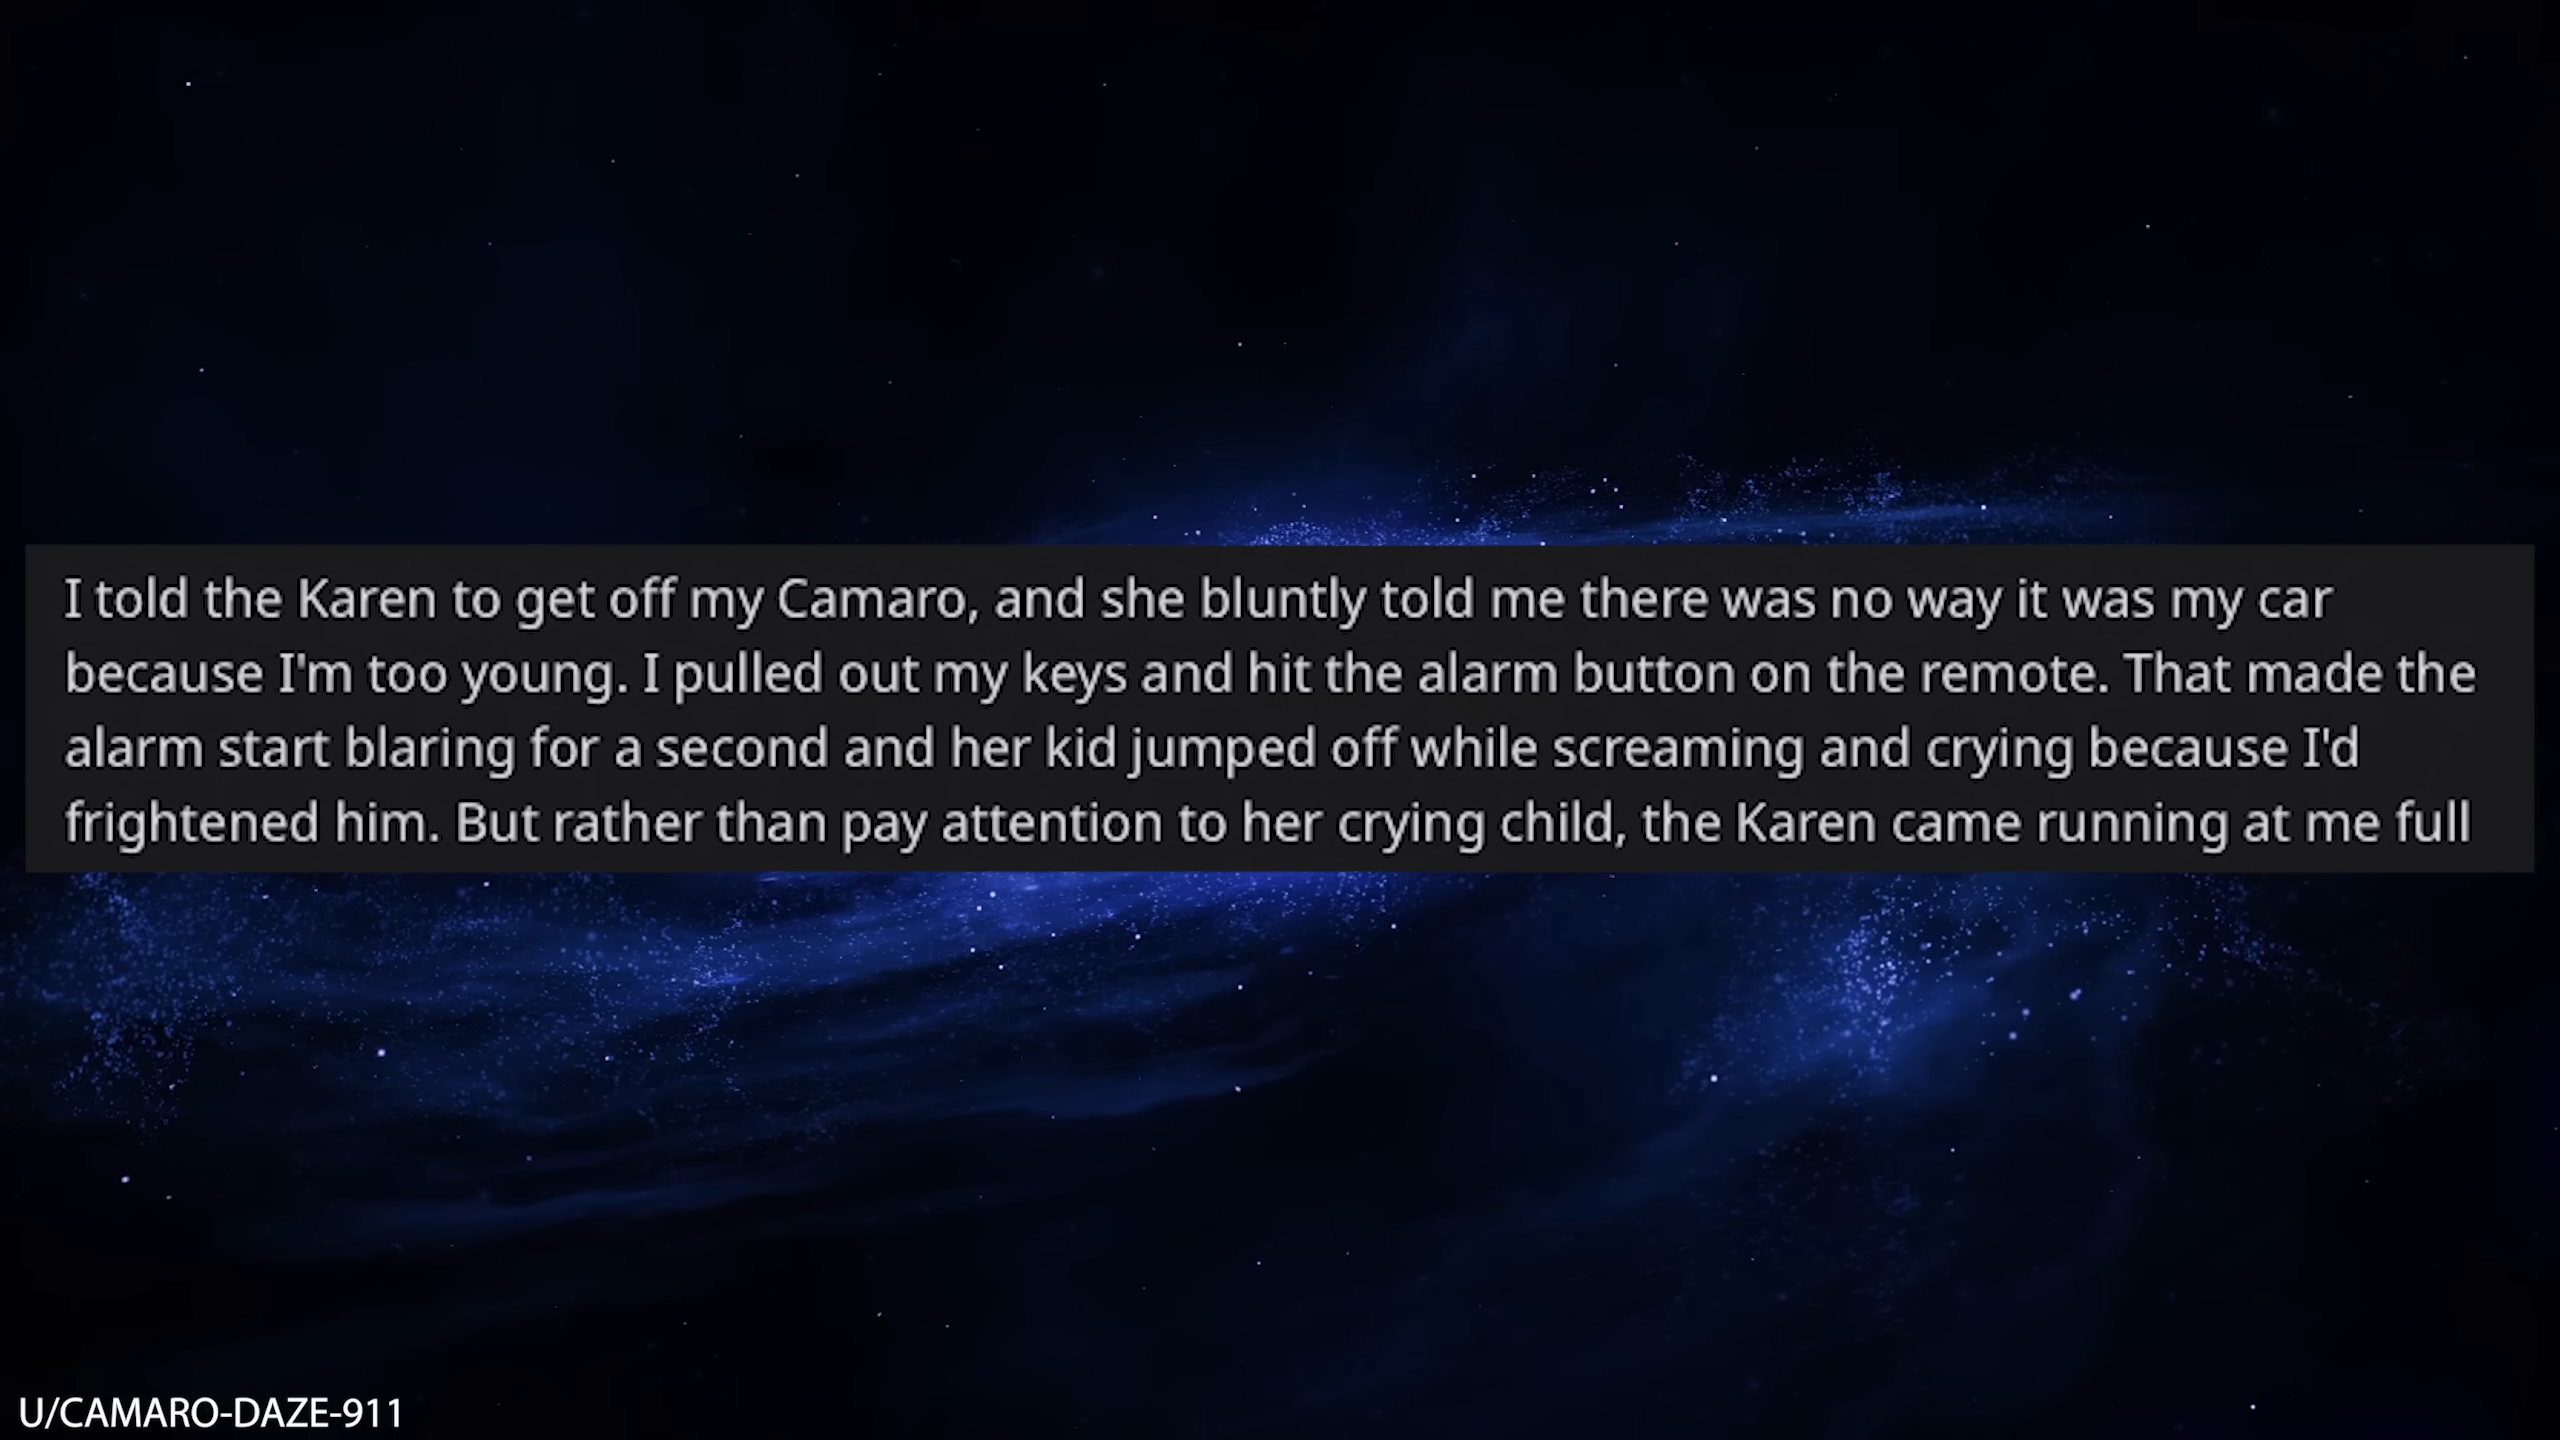 I told the Karen to get off my Camaro, and she bluntly told me there was no way it was my car
because I'm too young. I pulled out my keys and hit the alarm button on the remote. That made the
alarm start blaring for a second and her kid jumped off while screaming and crying because I'd
frightened him. But rather than pay attention to her crying child, the Karen came running at me full
U/CAMARO-DAZE-911